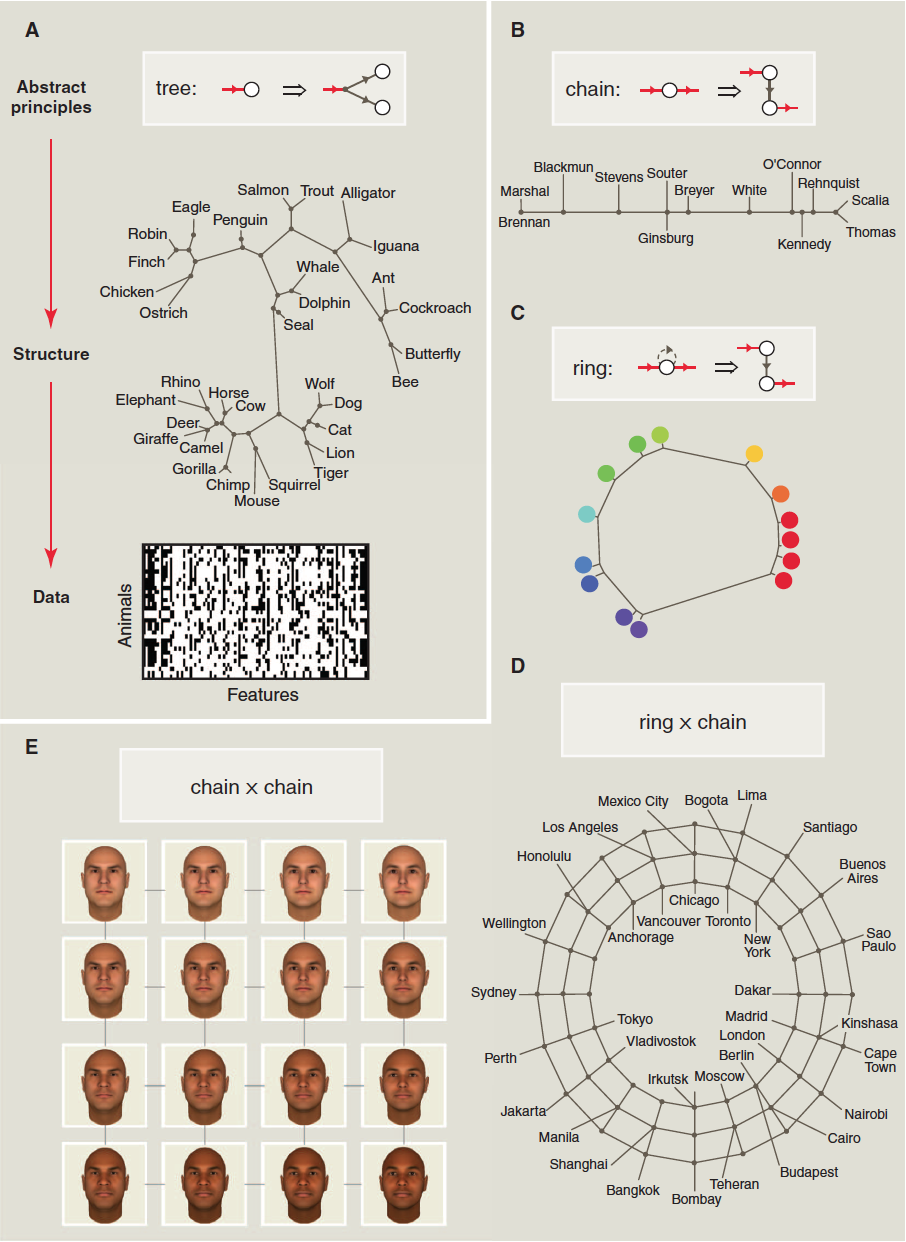 A
Abstract
principles
tree:
Salmon
Trout
Alligator
Eagle
Penguin
Robin
Iguana
Finch
Whale
Ant
Chicken
Dolphin
Cockroach
Ostrich
Seal
Structure
Butterfly
Bee
Rhino
Horse
Wolf
Elephant
Cow
Dog
Deer
Cat
Giraffe
Camel
Lion
Gorilla
Tiger
Chimp
Squirrel
Mouse
Data
Animals
Features
B
chain:
O'Connor
Blackmun
Stevens
Souter
Rehnquist
Marshal
Breyer
White
Scalia
Brennan
Thomas
Ginsburg
Kennedy
C
ring:
D
ring x chain
Mexico City
Bogota
Lima
Los Angeles
Santiago
Honolulu
Buenos
Aires
Chicago
Wellington
Vancouver
Toronto
Anchorage
New
York
Sao
Paulo
Sydney
Dakar
Tokyo
Madrid
Kinshasa
Vladivostok
London
Perth
Berlin
Cape
Town
Irkutsk
Moscow
Jakarta
Nairobi
Manila
Cairo
Shanghai
Budapest
Bangkok
Teheran
Bombay
E
chain x chain